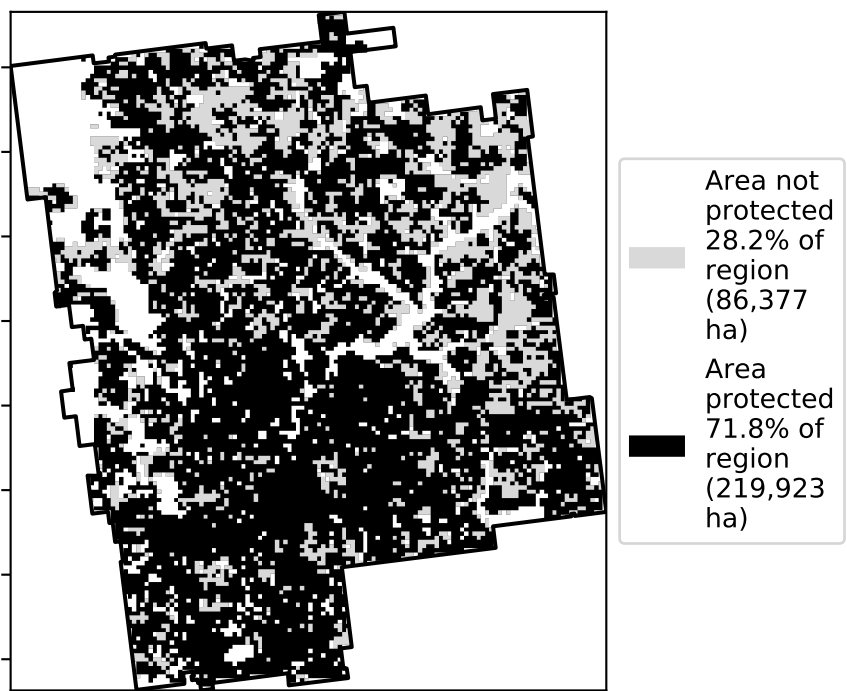 Area not
protected
28.2% of
region
(86,377
ha)
Area
protected
71.8% of
region
(219,923
ha)